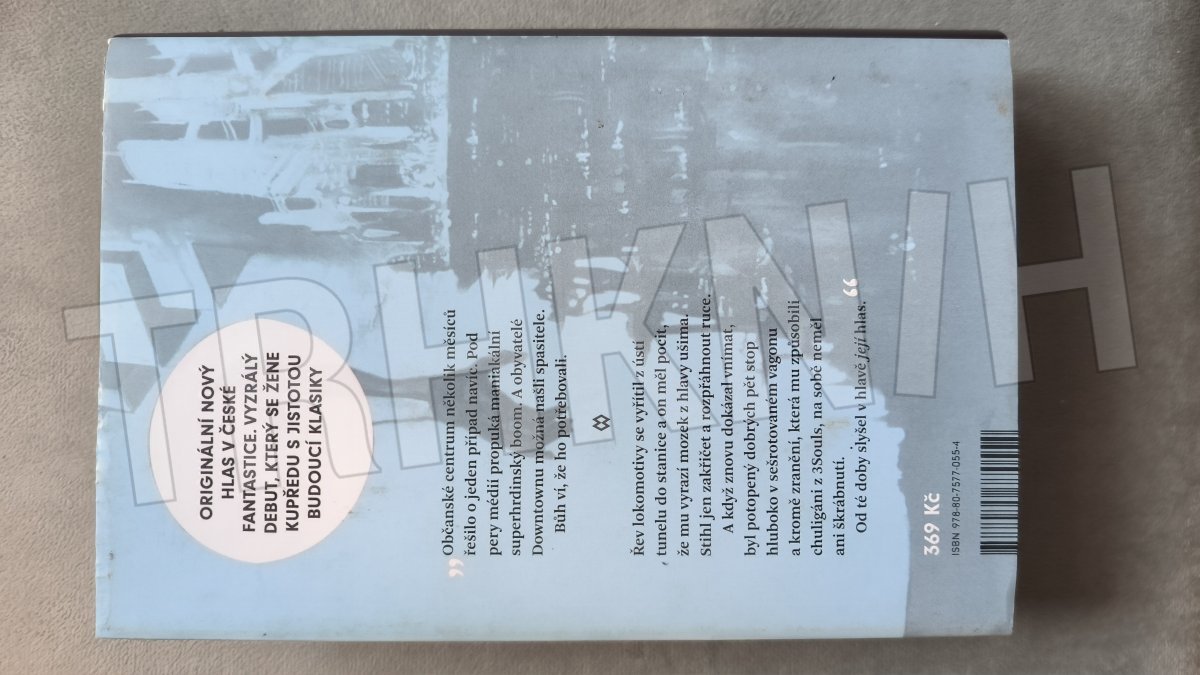 ORIGINÁLNÍ NOVÝ
HLAS V ČESKÉ
FANTASTICE. VYZRÁLÝ
DEBUT, KTERÝ SE ŽENE
KUPŘEDU S JISTOTOU
BUDOUCÍ KLASIKY
„Občanské centrum několik měsíců
řešilo o jeden případ navíc. Pod
pery médií propuká maniakální
superhrdinský boom. A obyvatelé
Downtownu možná našli spasitele.
Bůh ví, že ho potřebovali.
Řev lokomotivy se vyřítil z ústí
tunelu do stanice a on měl pocit,
že mu vyrazí mozek z hlavy ušima.
Stihl jen zakřičet a rozpřáhnout ruce.
A když znovu dokázal vnímat,
byl potopený dobrých pět stop
hluboko v sešrotovaném vagonu
a kromě zranění, která mu způsobili
chuligáni z 3Souls, na sobě neměl
ani škrábnutí.
Od té doby slyšel v hlavě její hlas.“
369 Kč
ISBN 978-80-7577-055-4
TRHKNIH